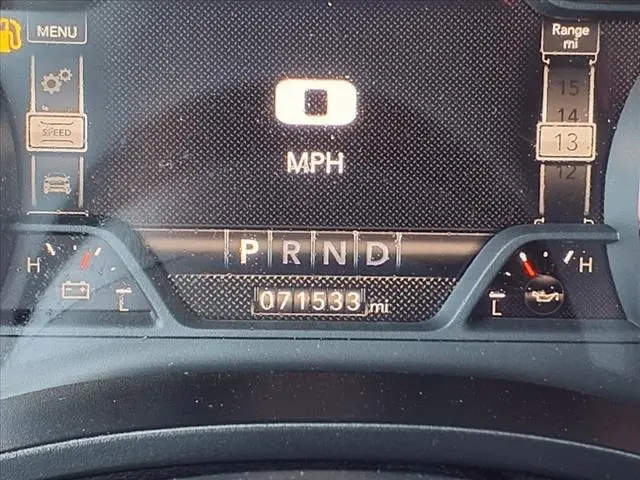 MENU
Range
mi
15
14
SPEED
13
12
0
MPH
P R N D
H L
071533 mi
L H